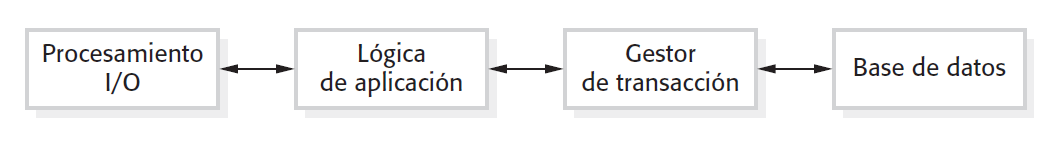 Procesamiento
I/O
Lógica
de aplicación
Gestor
de transacción
Base de datos